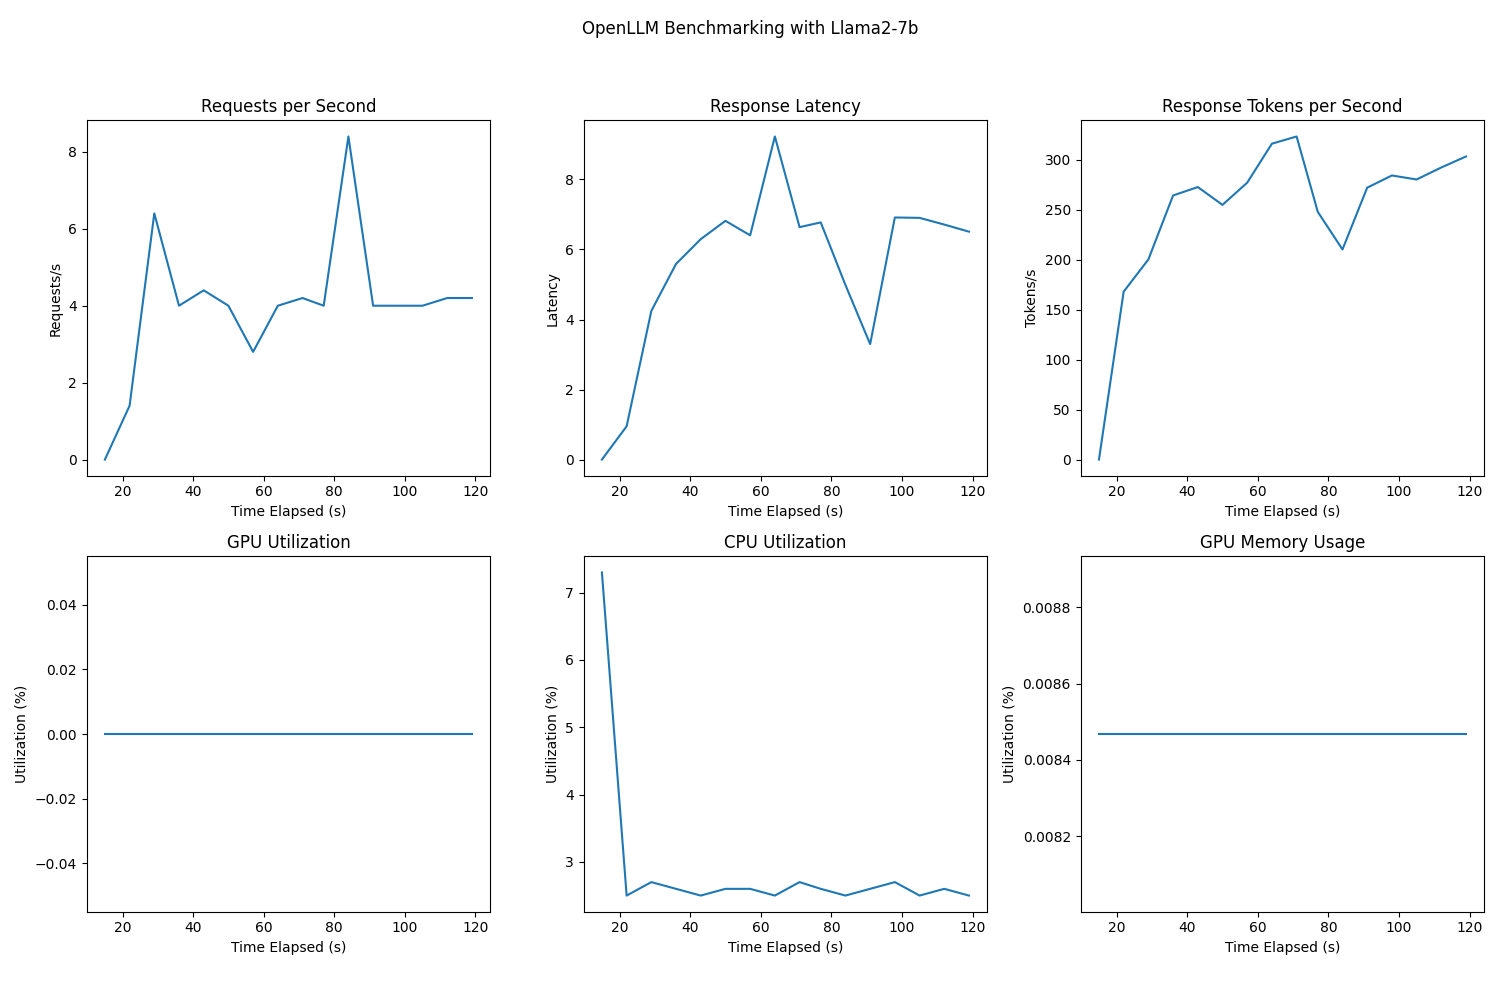 OpenLLM Benchmarking with Llama2-7b
Requests per Second
Requests/s
8
6
4
2
0
20 40 60 80 100 120
Time Elapsed (s)
Response Latency
Latency
8
6
4
2
0
20 40 60 80 100 120
Time Elapsed (s)
Response Tokens per Second
Tokens/s
300
250
200
150
100
50
0
20 40 60 80 100 120
Time Elapsed (s)
GPU Utilization
Utilization (%)
0.04
0.02
0.00
−0.02
−0.04
20 40 60 80 100 120
Time Elapsed (s)
CPU Utilization
Utilization (%)
7
6
5
4
3
20 40 60 80 100 120
Time Elapsed (s)
GPU Memory Usage
Utilization (%)
0.0088
0.0086
0.0084
0.0082
20 40 60 80 100 120
Time Elapsed (s)